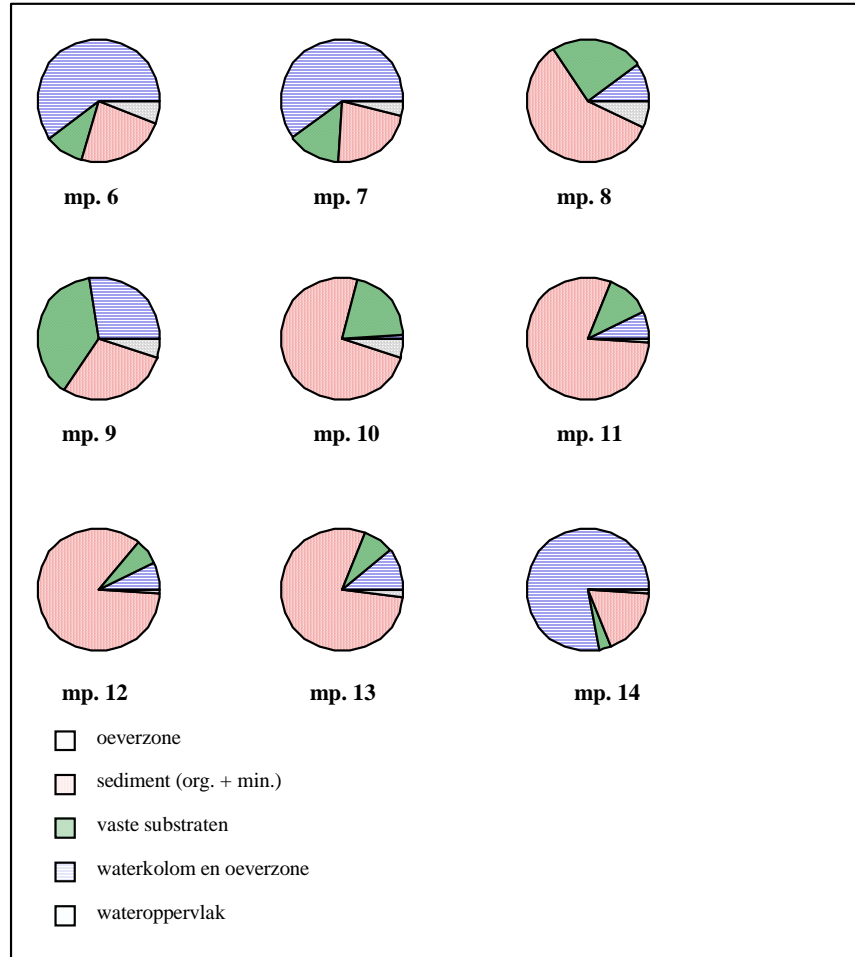 mp. 6 mp. 7 mp. 8
mp. 9 mp. 10 mp. 11
mp. 12 mp. 13 mp. 14
oeverzone
sediment (org. + min.)
vaste substraten
waterkolom en oeverzone
wateroppervlak